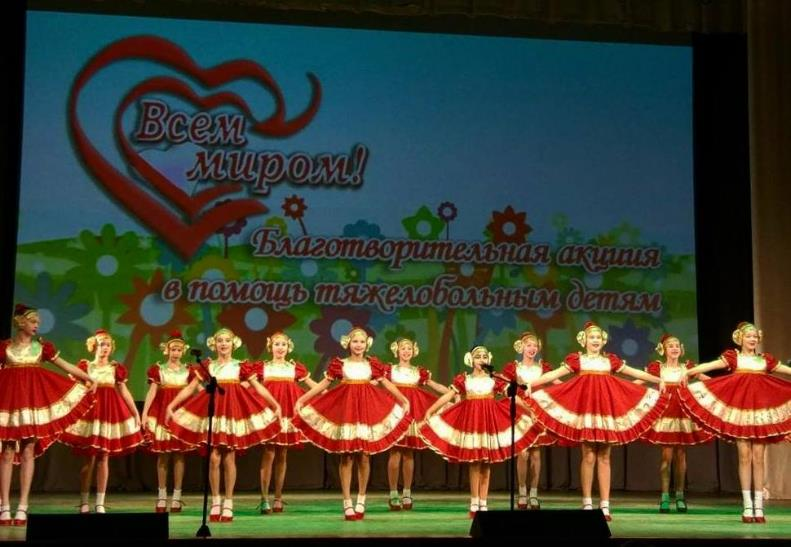 Всем
миром!
Благотворительная акция
в помощь тяжелобольным детям